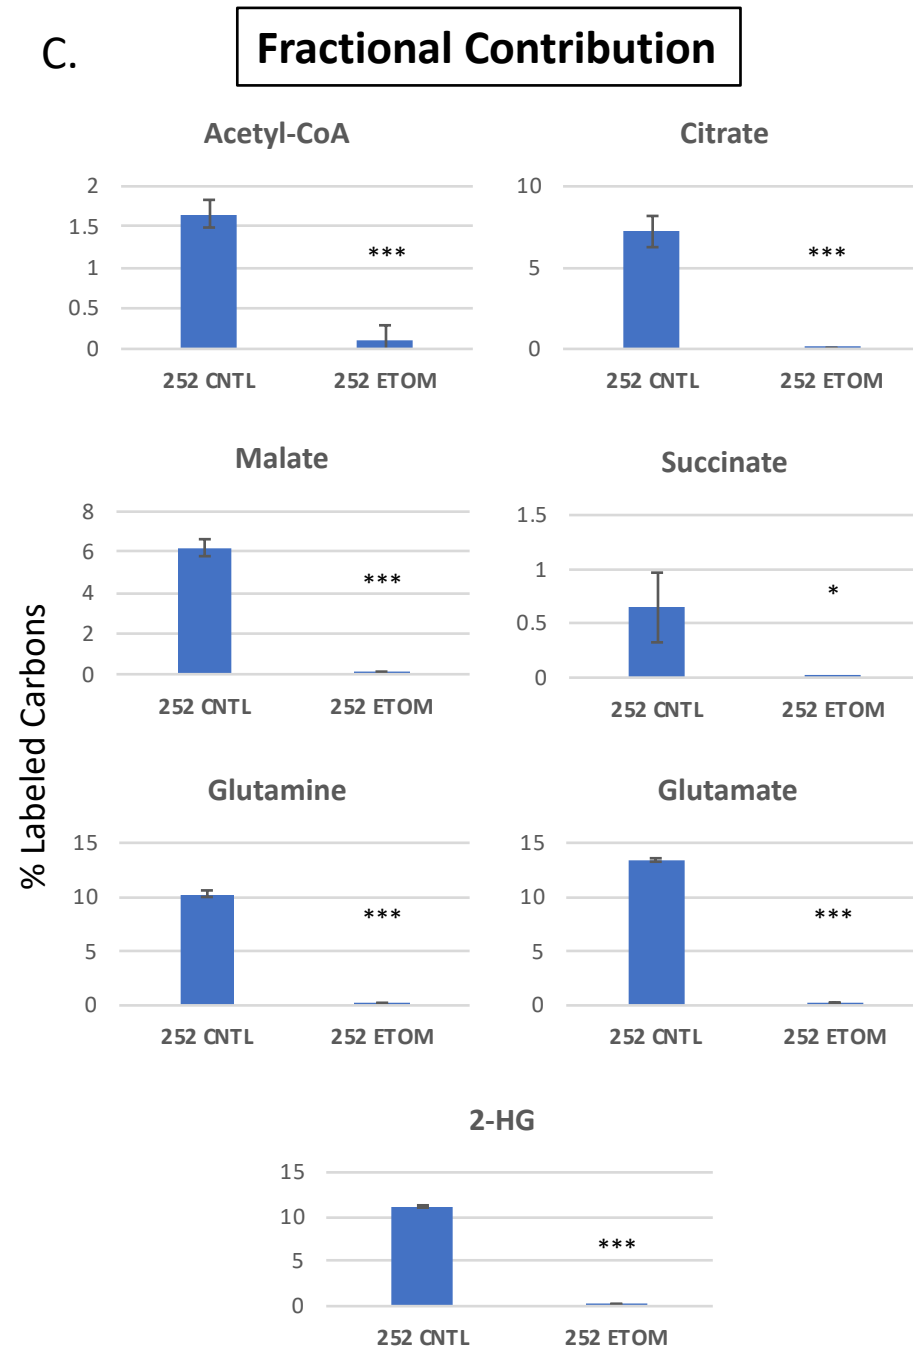 C.
Fractional Contribution
% Labeled Carbons
Acetyl-CoA
2
1.5
1
0.5
0
***
252 CNTL 252 ETOM
Citrate
10
5
0
***
252 CNTL 252 ETOM
Malate
8
6
4
2
0
***
252 CNTL 252 ETOM
Succinate
1.5
1
0.5
0
*
252 CNTL 252 ETOM
Glutamine
15
10
5
0
***
252 CNTL 252 ETOM
Glutamate
15
10
5
0
***
252 CNTL 252 ETOM
2-HG
15
10
5
0
***
252 CNTL 252 ETOM